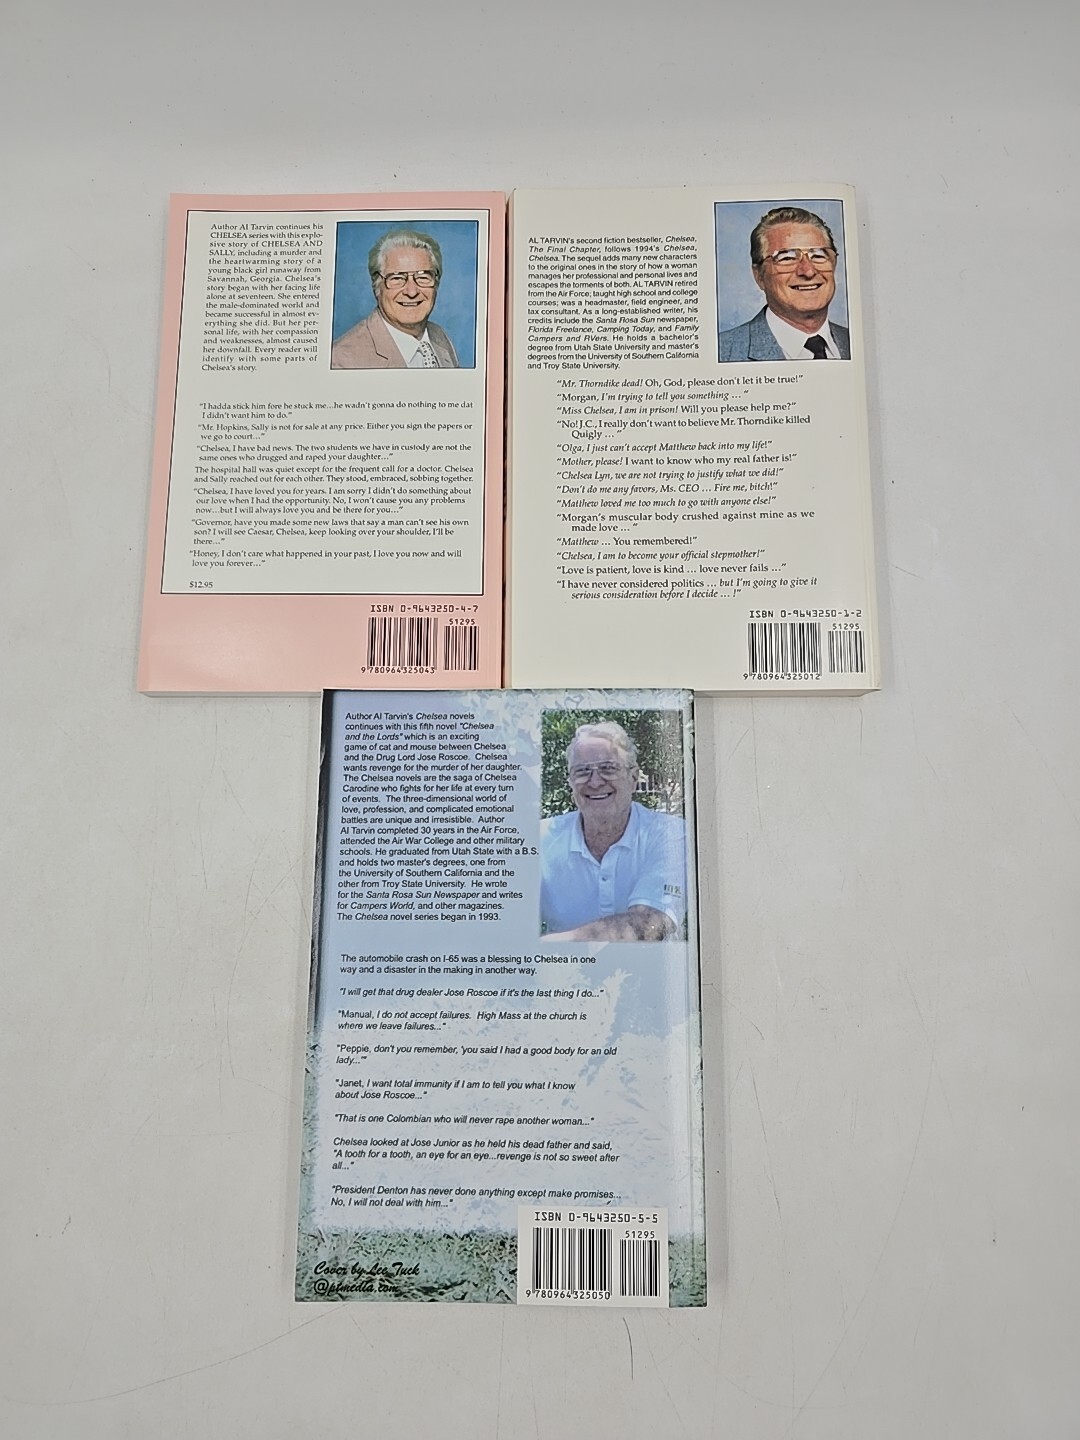 Author Al Tarvin continues his
CHELSEA series with this explo-
sive story of CHELSEA AND
SALLY, including a murder and
the heartwarming story of a
young black girl runaway from
Savannah, Georgia. Chelsea's
story began with her facing life
alone at seventeen. She entered
the male-dominated world and
became successful in almost ev-
erything she did. But her per-
sonal life, with her compassion
and weaknesses, almost caused
her downfall. Every reader will
identify with some parts of
Chelsea's story.
"I hadda stick him fore he stuck me...he wadn't gonna do nothing to me dat
I didn't want him to do."
"Mr. Hopkins, Sally is not for sale at any price. Either you sign the papers or
we go to court..."
"Chelsea, I have bad news. The two students we have in custody are not the
same ones who drugged and raped your daughter..."
The hospital hall was quiet except for the frequent call for a doctor. Chelsea
and Sally reached out for each other. They stood, embraced, sobbing together.
"Chelsea, I have loved you for years. I am sorry I didn't do something about
our love when I had the opportunity. No, I won't cause you any problems
now...but I will always love you and be there for you..."
"Governor, have you made some new laws that say a man can't see his own
son? I will see Caesar, Chelsea, keep looking over your shoulder, I'll be
there..."
"Honey, I don't care what happened in your past, I love you now and will
love you forever..."
$12.95
ISBN 0-9643250-4-7
51295
9 780964 325043
AL TARVIN's second fiction bestseller, Chelsea,
The Final Chapter, follows 1994's Chelsea,
Chelsea. The sequel adds many new characters
to the original ones in the story of how a woman
manages her professional and personal lives and
escapes the torments of both. AL TARVIN retired
from the Air Force; taught high school and college
courses; was a headmaster, field engineer, and
tax consultant. As a long-established writer, his
credits include the Santa Rosa Sun newspaper,
Florida Freelance, Camping Today, and Family
Campers and RVers. He holds a bachelor's
degree from Utah State University and master's
degrees from the University of Southern California
and Troy State University.
"Mr. Thorndike dead! Oh, God, please don't let it be true!"
"Morgan, I'm trying to tell you something ... "
"Miss Chelsea, I am in prison! Will you please help me?"
"No! J.C., I really don't want to believe Mr. Thorndike killed
Quigly ... "
"Olga, I just can't accept Matthew back into my life!"
"Mother, please! I want to know who my real father is!"
"Chelsea Lyn, we are not trying to justify what we did!"
"Don't do me any favors, Ms. CEO ... Fire me, bitch!"
"Matthew loved me too much to go with anyone else!"
"Morgan's muscular body crushed against mine as we
made love ... "
"Matthew ... You remembered!"
"Chelsea, I am to become your official stepmother!"
"Love is patient, love is kind ... love never fails ..."
"I have never considered politics ... but I'm going to give it
serious consideration before I decide ... !"
ISBN 0-9643250-1-2
51295
9 780964 325012
Author Al Tarvin's Chelsea novels
continues with this fifth novel "Chelsea
and the Lords" which is an exciting
game of cat and mouse between Chelsea
and the Drug Lord Jose Roscoe. Chelsea
wants revenge for the murder of her daughter.
The Chelsea novels are the saga of Chelsea
Carodine who fights for her life at every turn
of events. The three-dimensional world of
love, profession, and complicated emotional
battles are unique and irresistible. Author
Al Tarvin completed 30 years in the Air Force,
attended the Air War College and other military
schools. He graduated from Utah State with a B.S.
and holds two master's degrees, one from
the University of Southern California and the
other from Troy State University. He wrote
for the Santa Rosa Sun Newspaper and writes
for Campers World, and other magazines.
The Chelsea novel series began in 1993.
The automobile crash on I-65 was a blessing to Chelsea in one
way and a disaster in the making in another way.
"I will get that drug dealer Jose Roscoe if it's the last thing I do..."
"Manual, I do not accept failures. High Mass at the church is
where we leave failures..."
"Peppie, don't you remember, 'you said I had a good body for an old
lady...'"
"Janet, I want total immunity if I am to tell you what I know
about Jose Roscoe..."
"That is one Colombian who will never rape another woman..."
Chelsea looked at Jose Junior as he held his dead father and said,
"A tooth for a tooth, an eye for an eye...revenge is not so sweet after
all..."
"President Denton has never done anything except make promises...
No, I will not deal with him..."
Cover by Lee Tuck
@ptmedia.com
ISBN 0-9643250-5-5
51295
9 780964 325050